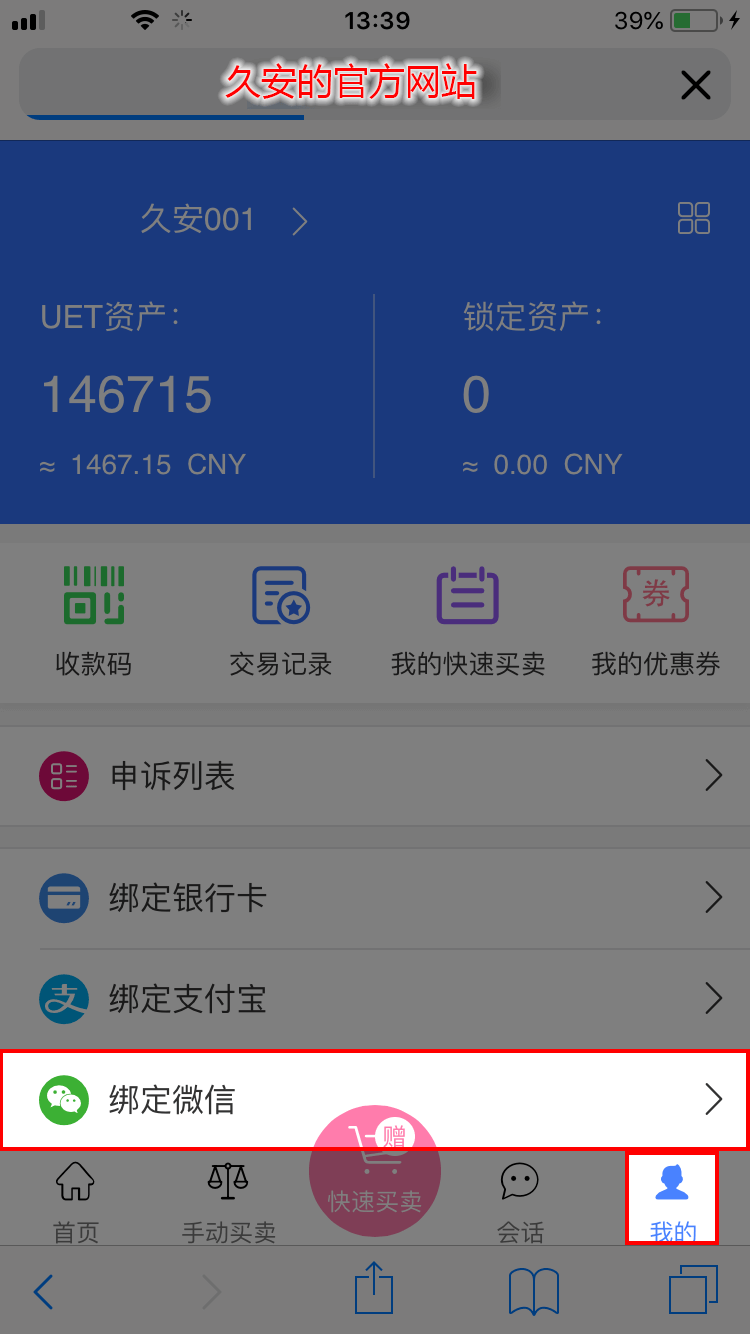 13:39
39%
久安的官方网站
久安001
UET资产：
锁定资产：
146715
0
≈ 1467.15 CNY
≈ 0.00 CNY
券
收款码
交易记录
我的快速买卖
我的优惠券
申诉列表
绑定银行卡
支
绑定支付宝
绑定微信
赠
快速买卖
首页
手动买卖
会话
我的